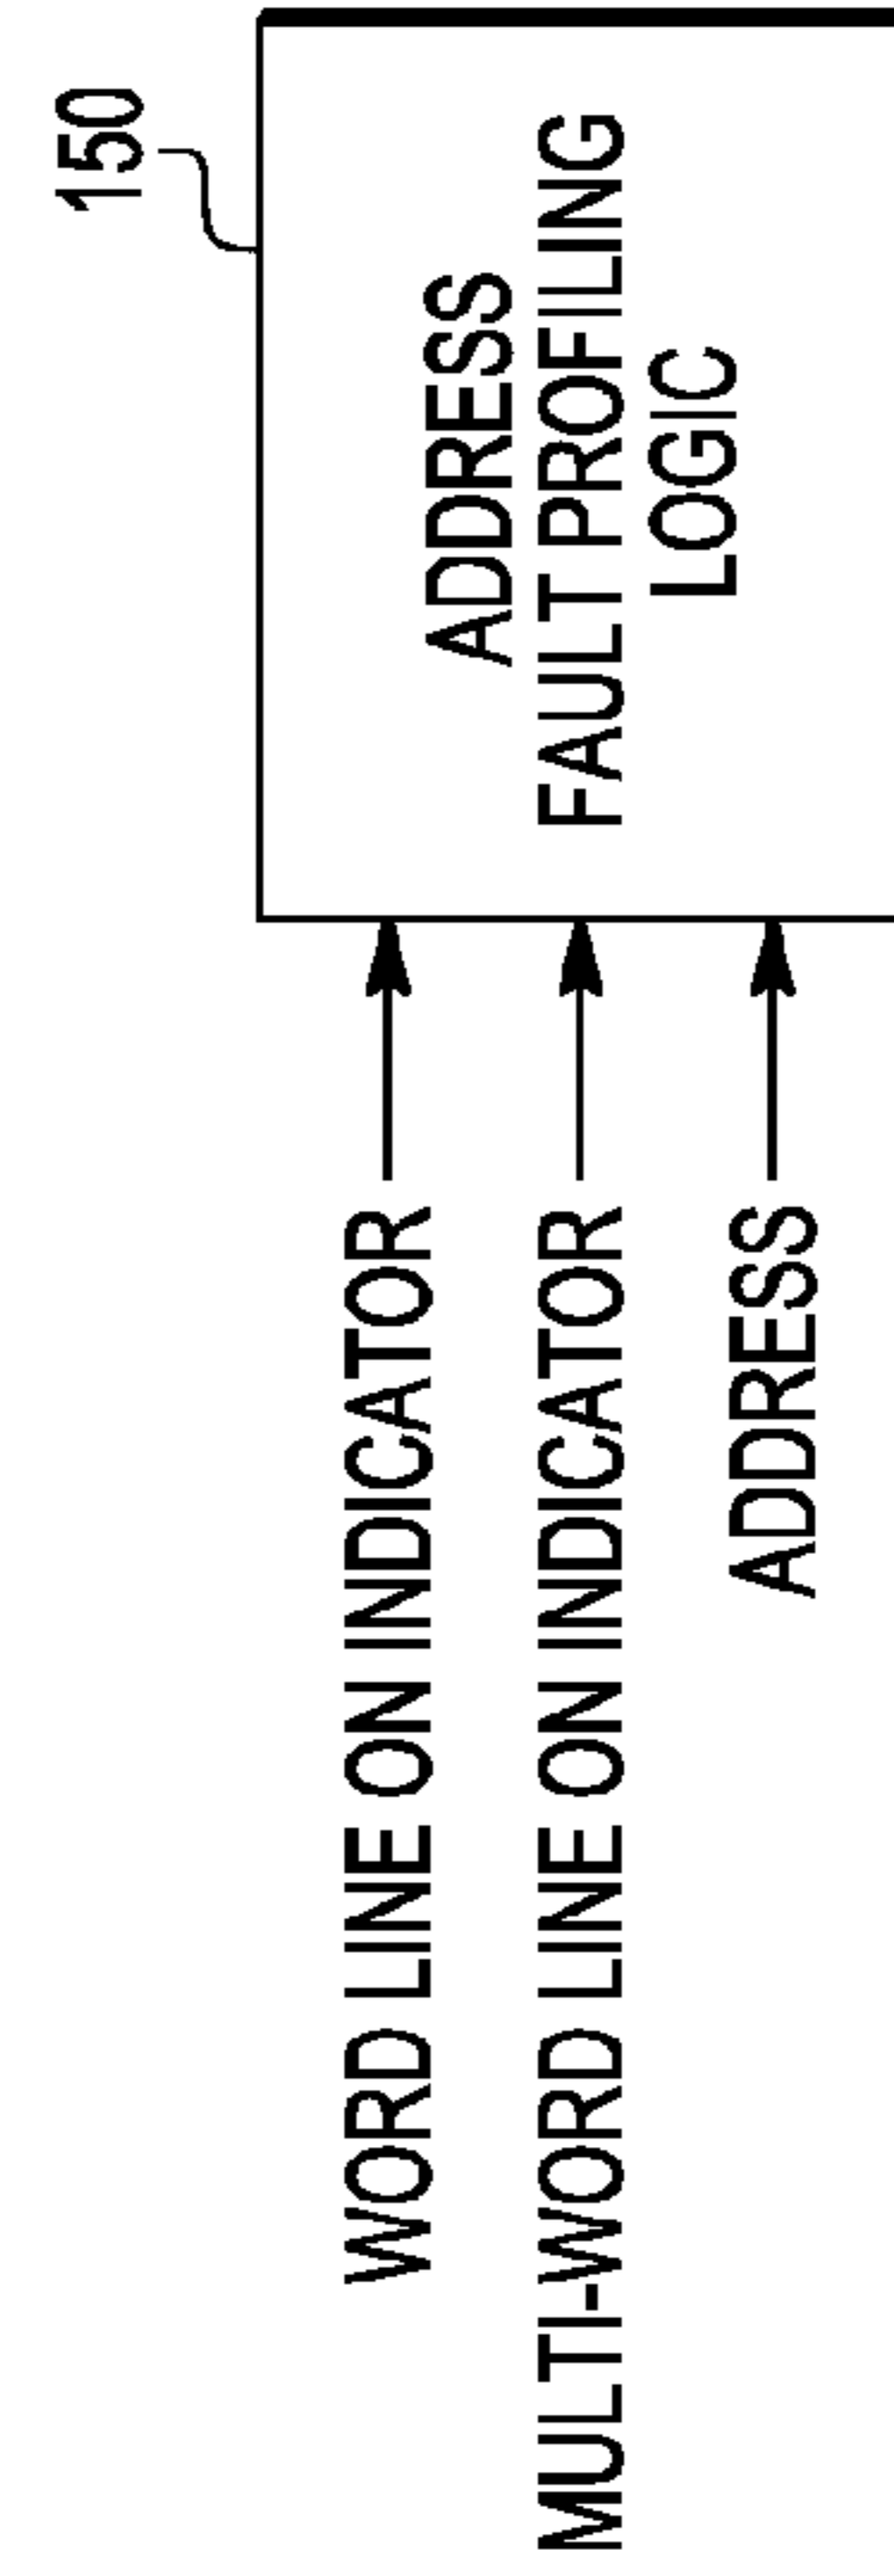 150
ADDRESS
FAULT PROFILING
LOGIC
WORD LINE ON INDICATOR
MULTI-WORD LINE ON INDICATOR
ADDRESS